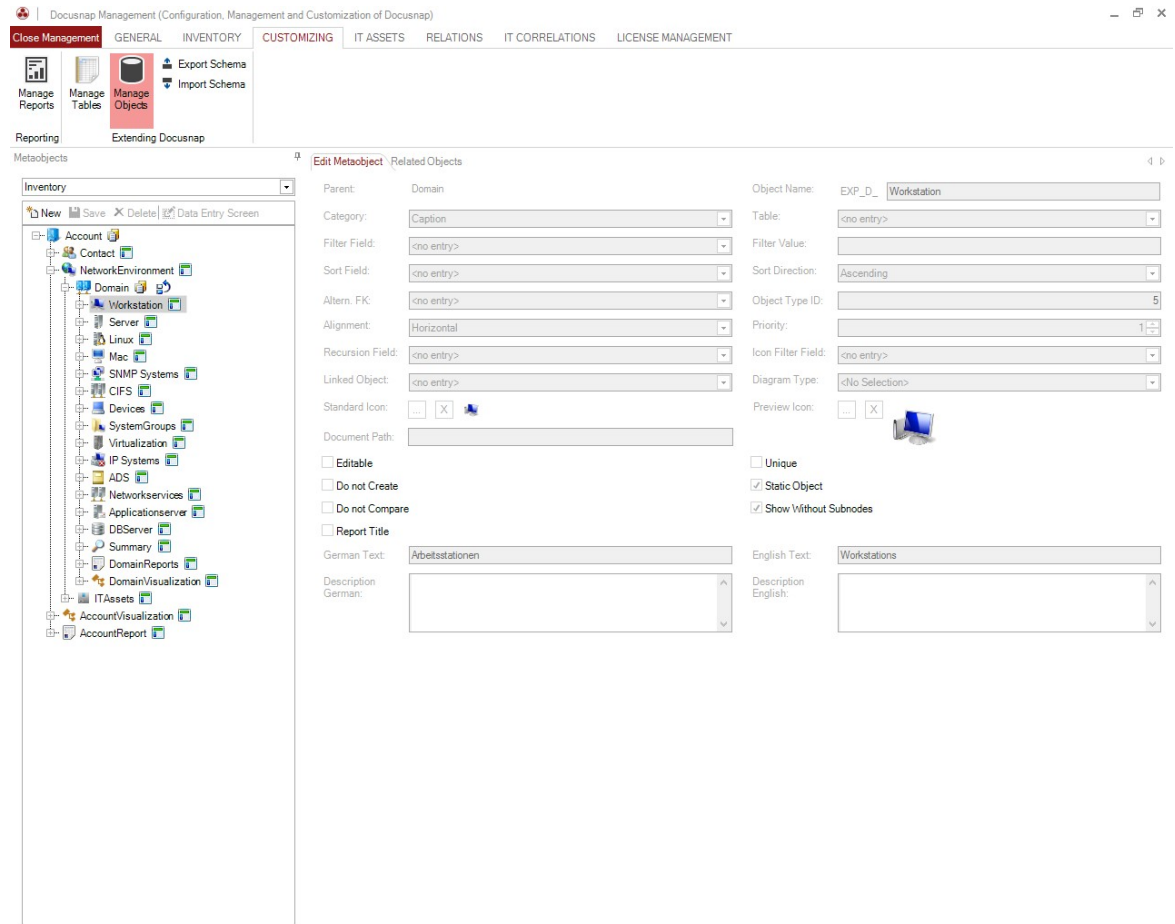 Docusnap Management (Configuration, Management and Customization of Docusnap)
Close Management GENERAL INVENTORY CUSTOMIZING IT ASSETS RELATIONS IT CORRELATIONS LICENSE MANAGEMENT
Manage Reports
Manage Tables
Manage Objects
Export Schema
Import Schema
Reporting
Extending Docusnap
Metaobjects
Inventory
New Save Delete Data Entry Screen
Account
Contact
NetworkEnvironment
Domain
Workstation
Server
Linux
Mac
SNMP Systems
CIFS
Devices
SystemGroups
Virtualization
IP Systems
ADS
Networkservices
Applicationserver
DBServer
Summary
DomainReports
DomainVisualization
ITAssets
AccountVisualization
AccountReport
Edit Metaobject Related Objects
Parent: Domain Object Name: EXP_D_ Workstation
Category: Caption Table: <no entry>
Filter Field: <no entry> Filter Value:
Sort Field: <no entry> Sort Direction: Ascending
Altern. FK: <no entry> Object Type ID: 5
Alignment: Horizontal Priority: 1
Recursion Field: <no entry> Icon Filter Field: <no entry>
Linked Object: <no entry> Diagram Type: <No Selection>
Standard Icon: ... X Preview Icon: ... X
Document Path:
Editable Unique
Do not Create Static Object
Do not Compare Show Without Subnodes
Report Title
German Text: Arbeitsstationen English Text: Workstations
Description German: Description English: